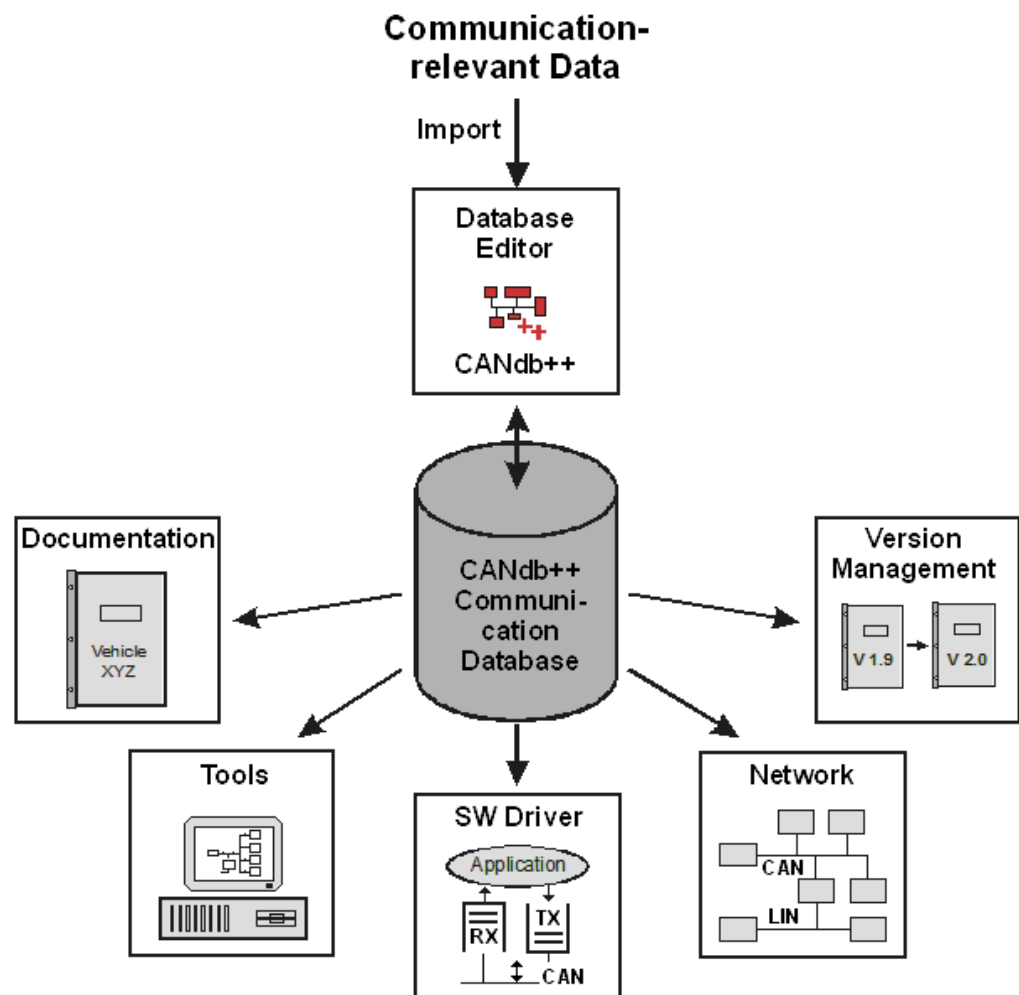 Communication-
relevant Data
Import
Database
Editor
CANdb++
CANdb++
Communi-
cation
Database
Documentation
Vehicle
XYZ
Version
Management
V 1.9
V 2.0
Tools
SW Driver
Application
RX
TX
CAN
Network
CAN
LIN